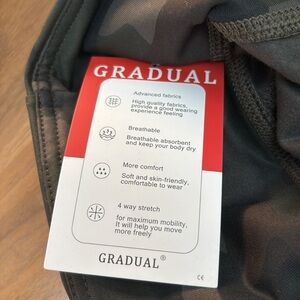 GRADUAL
Advanced fabrics
High quality fabrics,
provide a good wearing
experience feeling
Breathable
Breathable absorbent
and keep your body dry
More comfort
Soft and skin-friendly,
comfortable to wear
4 way stretch
for maximum mobility,
It will help you move
more freely
GRADUAL®
CE